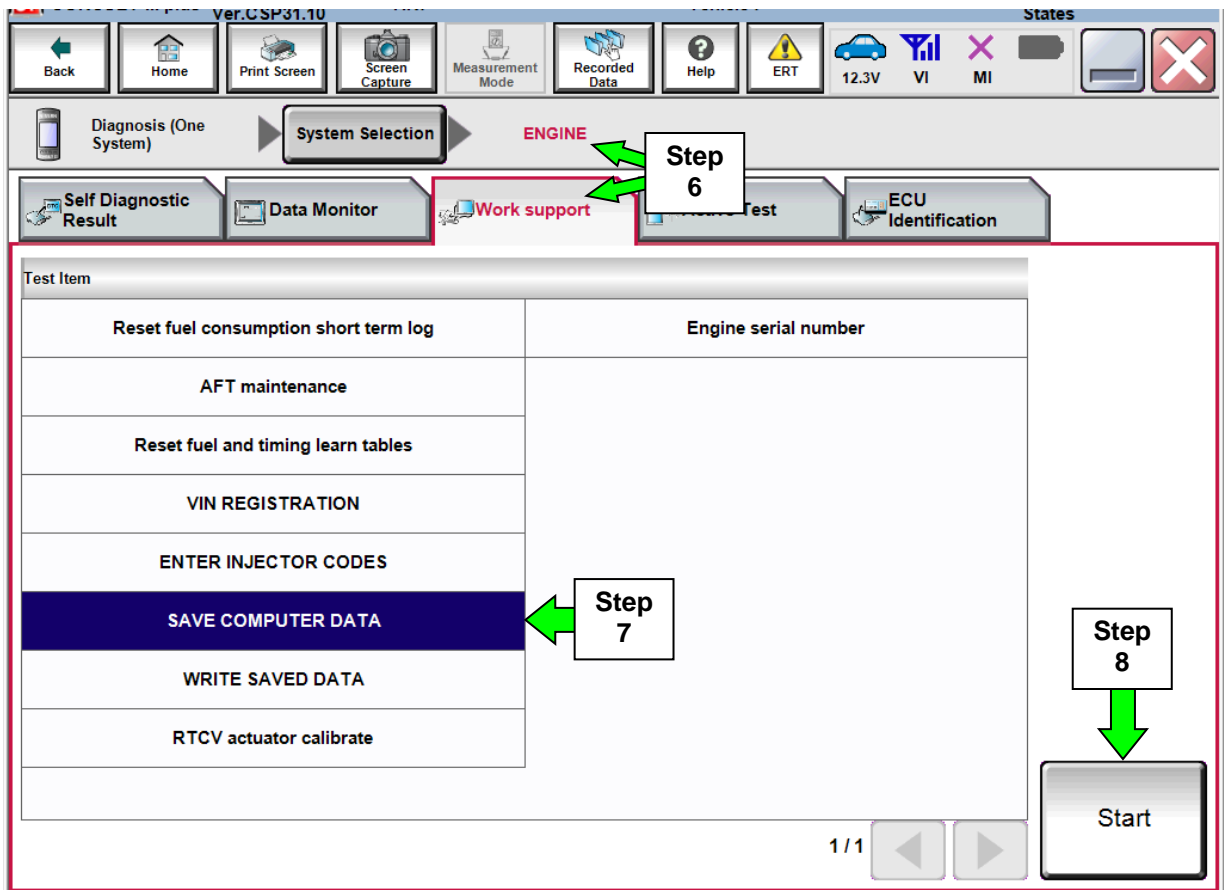 Ver.CSP31.10
States
Back
Home
Print Screen
Screen
Capture
Measurement
Mode
Recorded
Data
Help
ERT
12.3V
VI
MI
Diagnosis (One
System)
System Selection
ENGINE
Step
6
Self Diagnostic
Result
Data Monitor
Work support
Test
ECU
Identification
Test Item
Reset fuel consumption short term log
Engine serial number
AFT maintenance
Reset fuel and timing learn tables
VIN REGISTRATION
ENTER INJECTOR CODES
SAVE COMPUTER DATA
Step
7
WRITE SAVED DATA
RTCV actuator calibrate
Step
8
Start
1/1